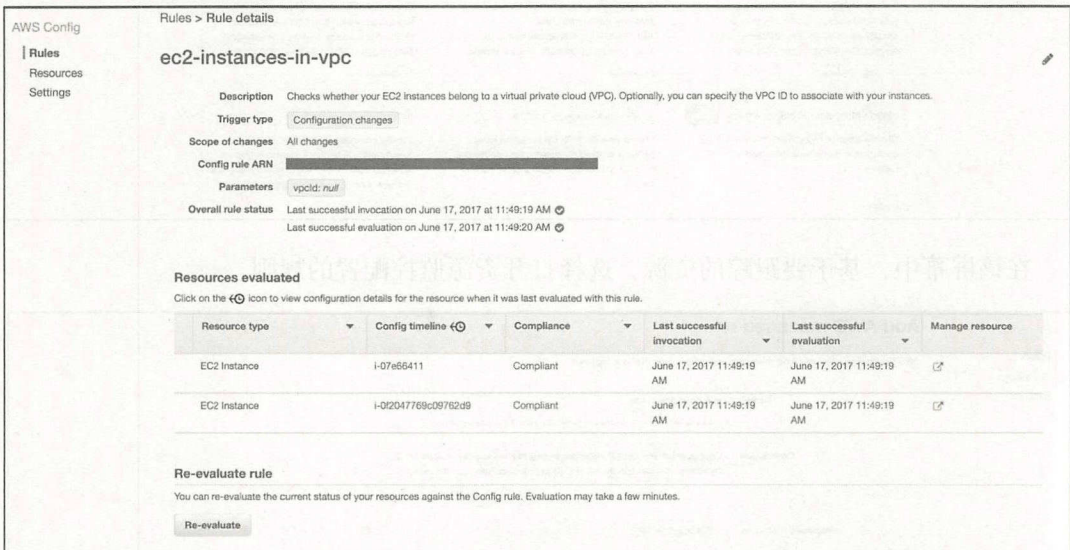 AWS Config
Rules
Resources
Settings
Rules > Rule details
ec2-instances-in-vpc
Description Checks whether your EC2 instances belong to a virtual private cloud (VPC). Optionally, you can specify the VPC ID to associate with your instances.
Trigger type Configuration changes
Scope of changes All changes
Config rule ARN
Parameters vpcId: null
Overall rule status Last successful invocation on June 17, 2017 at 11:49:19 AM
Last successful evaluation on June 17, 2017 at 11:49:20 AM
Resources evaluated
Click on the icon to view configuration details for the resource when it was last evaluated with this rule.
Resource type Config timeline Compliance Last successful invocation Last successful evaluation Manage resource
EC2 Instance i-07e66411 Compliant June 17, 2017 11:49:19 AM June 17, 2017 11:49:19 AM
EC2 Instance i-0f2047769c09762d9 Compliant June 17, 2017 11:49:19 AM June 17, 2017 11:49:19 AM
Re-evaluate rule
You can re-evaluate the current status of your resources against the Config rule. Evaluation may take a few minutes.
Re-evaluate